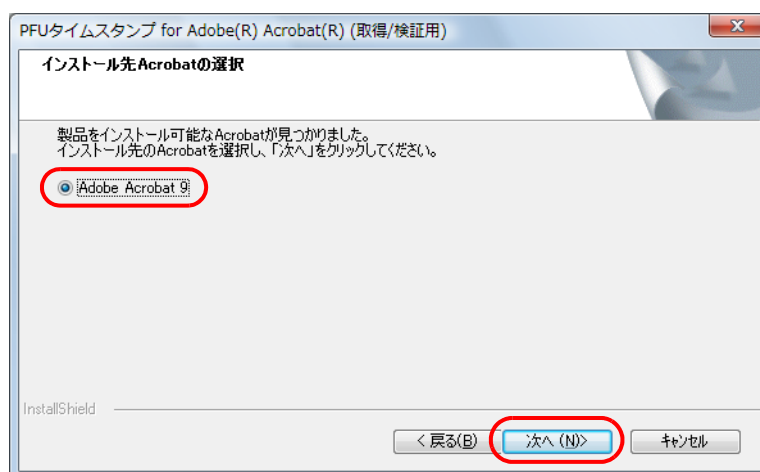 PFUタイムスタンプ for Adobe(R) Acrobat(R) (取得/検証用)
インストール先Acrobatの選択
製品をインストール可能なAcrobatが見つかりました。
インストール先のAcrobatを選択し、「次へ」をクリックしてください。
Adobe Acrobat 9
InstallShield
< 戻る(B)
次へ (N)>
キャンセル